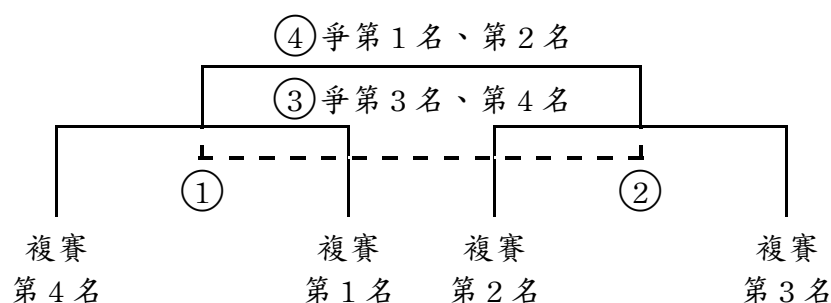 ④爭第1名、第2名
③爭第3名、第4名
① ②
複賽 複賽 複賽 複賽
第4名 第1名 第2名 第3名